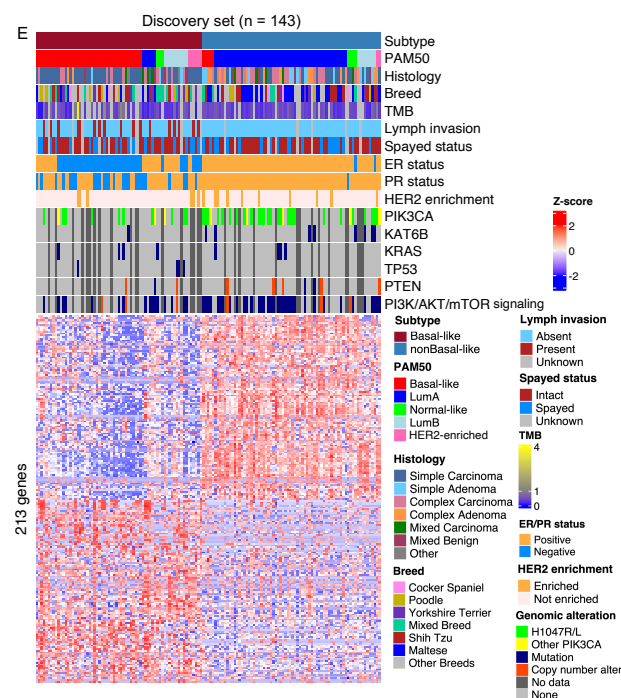 E
Discovery set (n = 143)
Subtype
PAM50
Histology
Breed
TMB
Lymph invasion
Spayed status
ER status
PR status
HER2 enrichment
PIK3CA
KAT6B
KRAS
TP53
PTEN
PI3K/AKT/mTOR signaling
Z-score
2
0
-2
213 genes
Subtype
Basal-like
nonBasal-like
PAM50
Basal-like
LumA
Normal-like
LumB
HER2-enriched
Histology
Simple Carcinoma
Simple Adenoma
Complex Carcinoma
Complex Adenoma
Mixed Carcinoma
Mixed Benign
Other
Breed
Cocker Spaniel
Poodle
Yorkshire Terrier
Mixed Breed
Shih Tzu
Maltese
Other Breeds
Lymph invasion
Absent
Present
Unknown
Spayed status
Intact
Spayed
Unknown
TMB
4
1
0
ER/PR status
Positive
Negative
HER2 enrichment
Enriched
Not enriched
Genomic alteration
H1047R/L
Other PIK3CA
Mutation
Copy number alter
No data
None